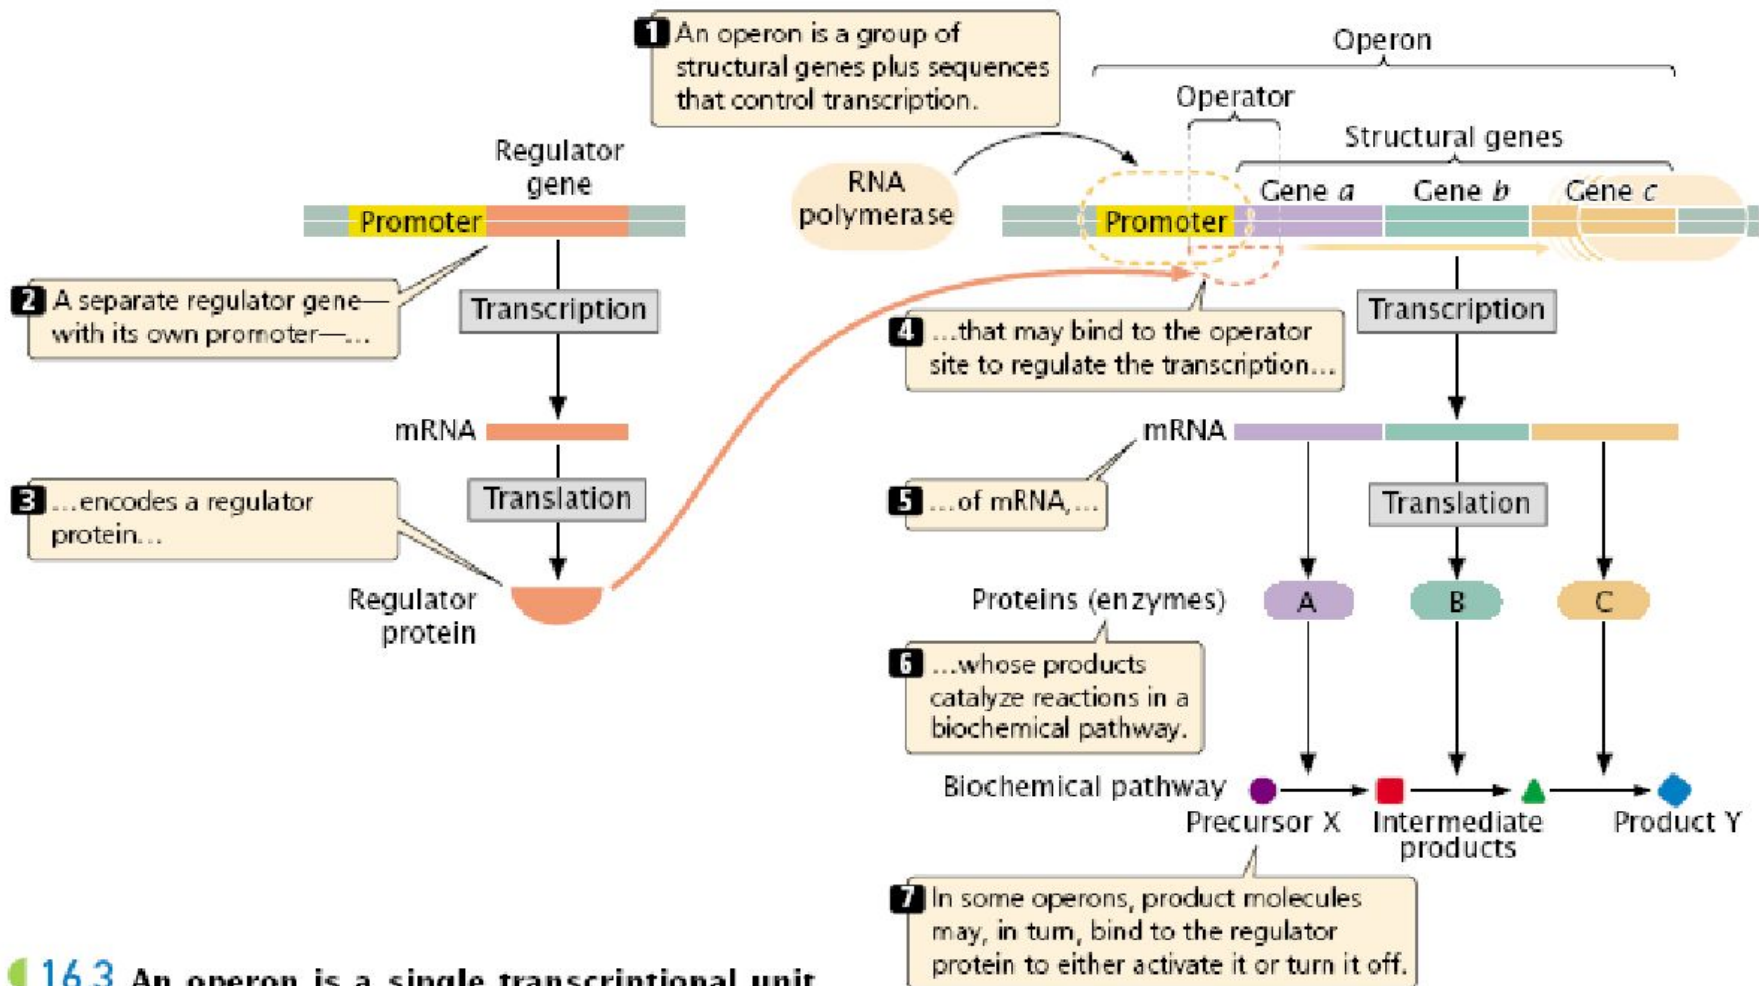 1 An operon is a group of
structural genes plus sequences
that control transcription.
Operon
Operator
Structural genes
Regulator
gene
RNA
polymerase
Gene a
Gene b
Gene c
Promoter
Promoter
2 A separate regulator gene—
with its own promoter—...
Transcription
Transcription
4 ...that may bind to the operator
site to regulate the transcription...
mRNA
mRNA
3 ...encodes a regulator
protein...
Translation
5 ...of mRNA,...
Translation
Regulator
protein
Proteins (enzymes)
A
B
C
6 ...whose products
catalyze reactions in a
biochemical pathway.
Biochemical pathway
Precursor X
Intermediate
products
Product Y
7 In some operons, product molecules
may, in turn, bind to the regulator
protein to either activate it or turn it off.
16.3 An operon is a single transcriptional unit